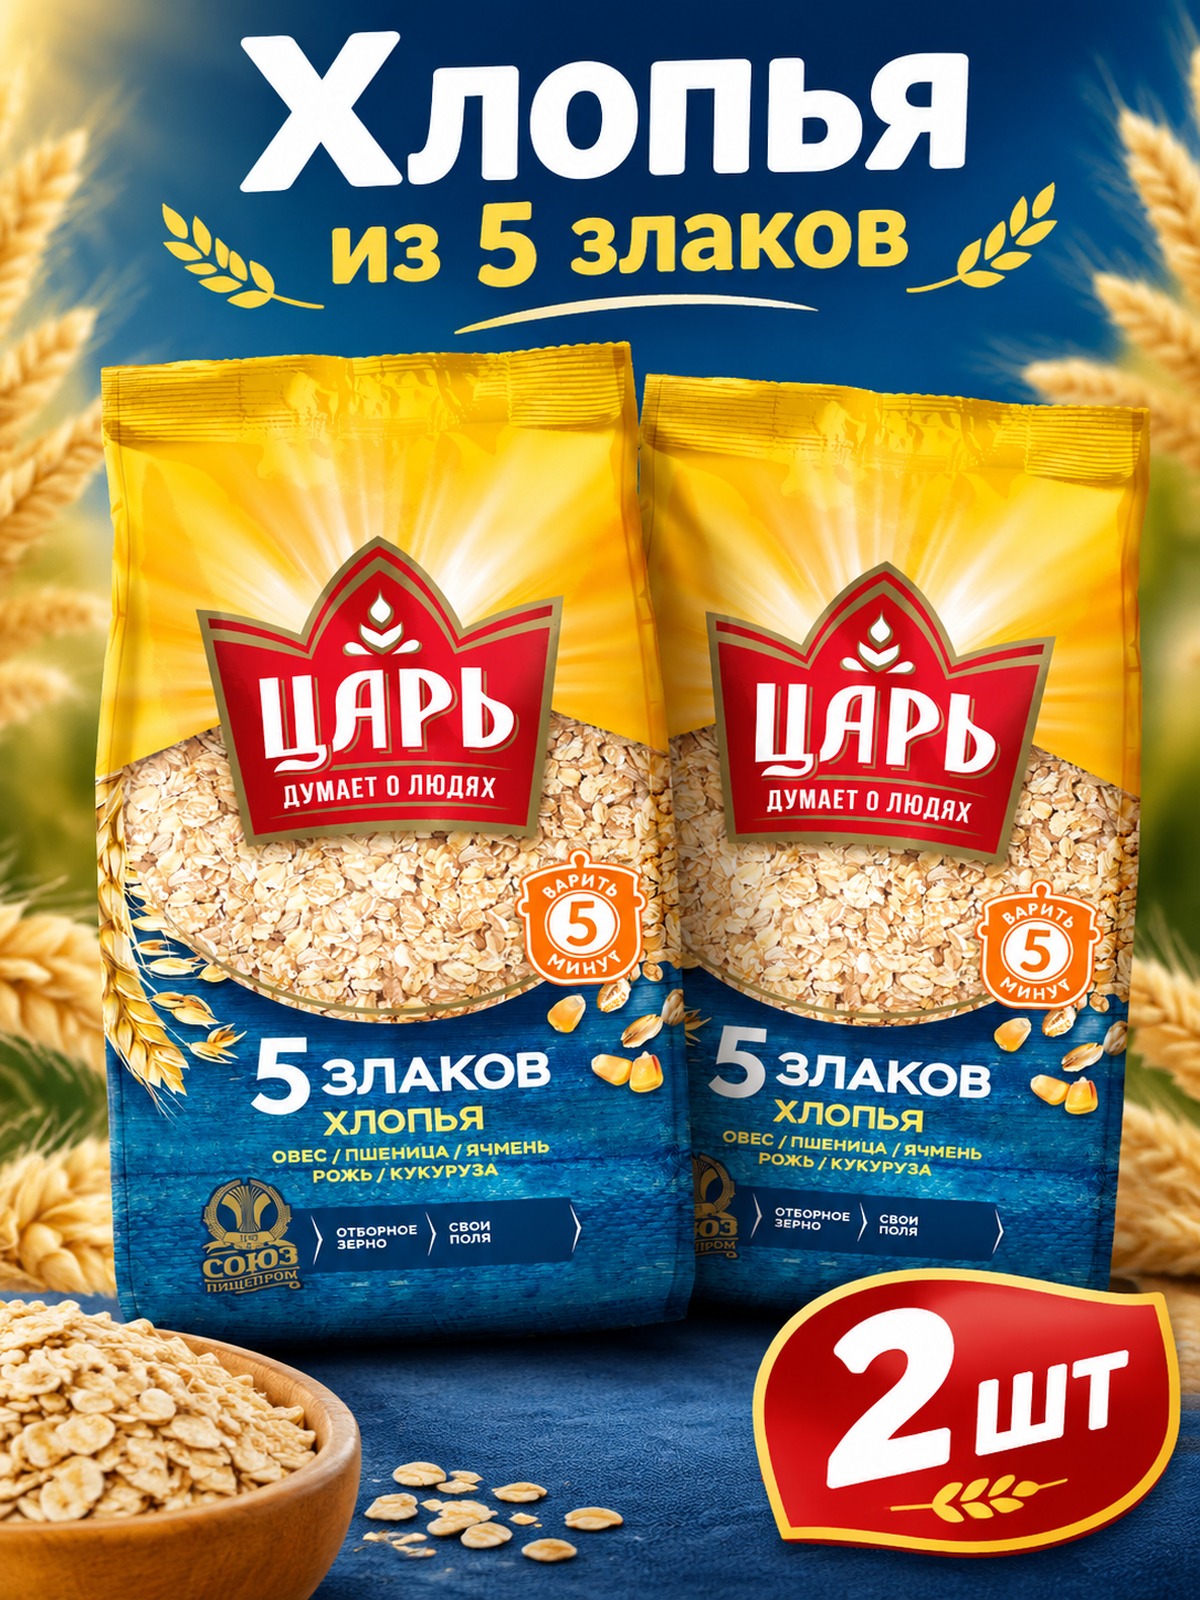 Хлопья
из 5 злаков
ЦАРЬ
ДУМАЕТ О ЛЮДЯХ
ВАРИТЬ
5
МИНУТ
5 ЗЛАКОВ
ХЛОПЬЯ
ОВЕС / ПШЕНИЦА / ЯЧМЕНЬ
РОЖЬ / КУКУРУЗА
СОЮЗ
ПИЩЕПРОМ
ОТБОРНОЕ
ЗЕРНО
СВОИ
ПОЛЯ
ЦАРЬ
ДУМАЕТ О ЛЮДЯХ
ВАРИТЬ
5
МИНУТ
5 ЗЛАКОВ
ХЛОПЬЯ
ОВЕС / ПШЕНИЦА / ЯЧМЕНЬ
РОЖЬ / КУКУРУЗА
ОТБОРНОЕ
ЗЕРНО
СВОИ
ПОЛЯ
2 шт